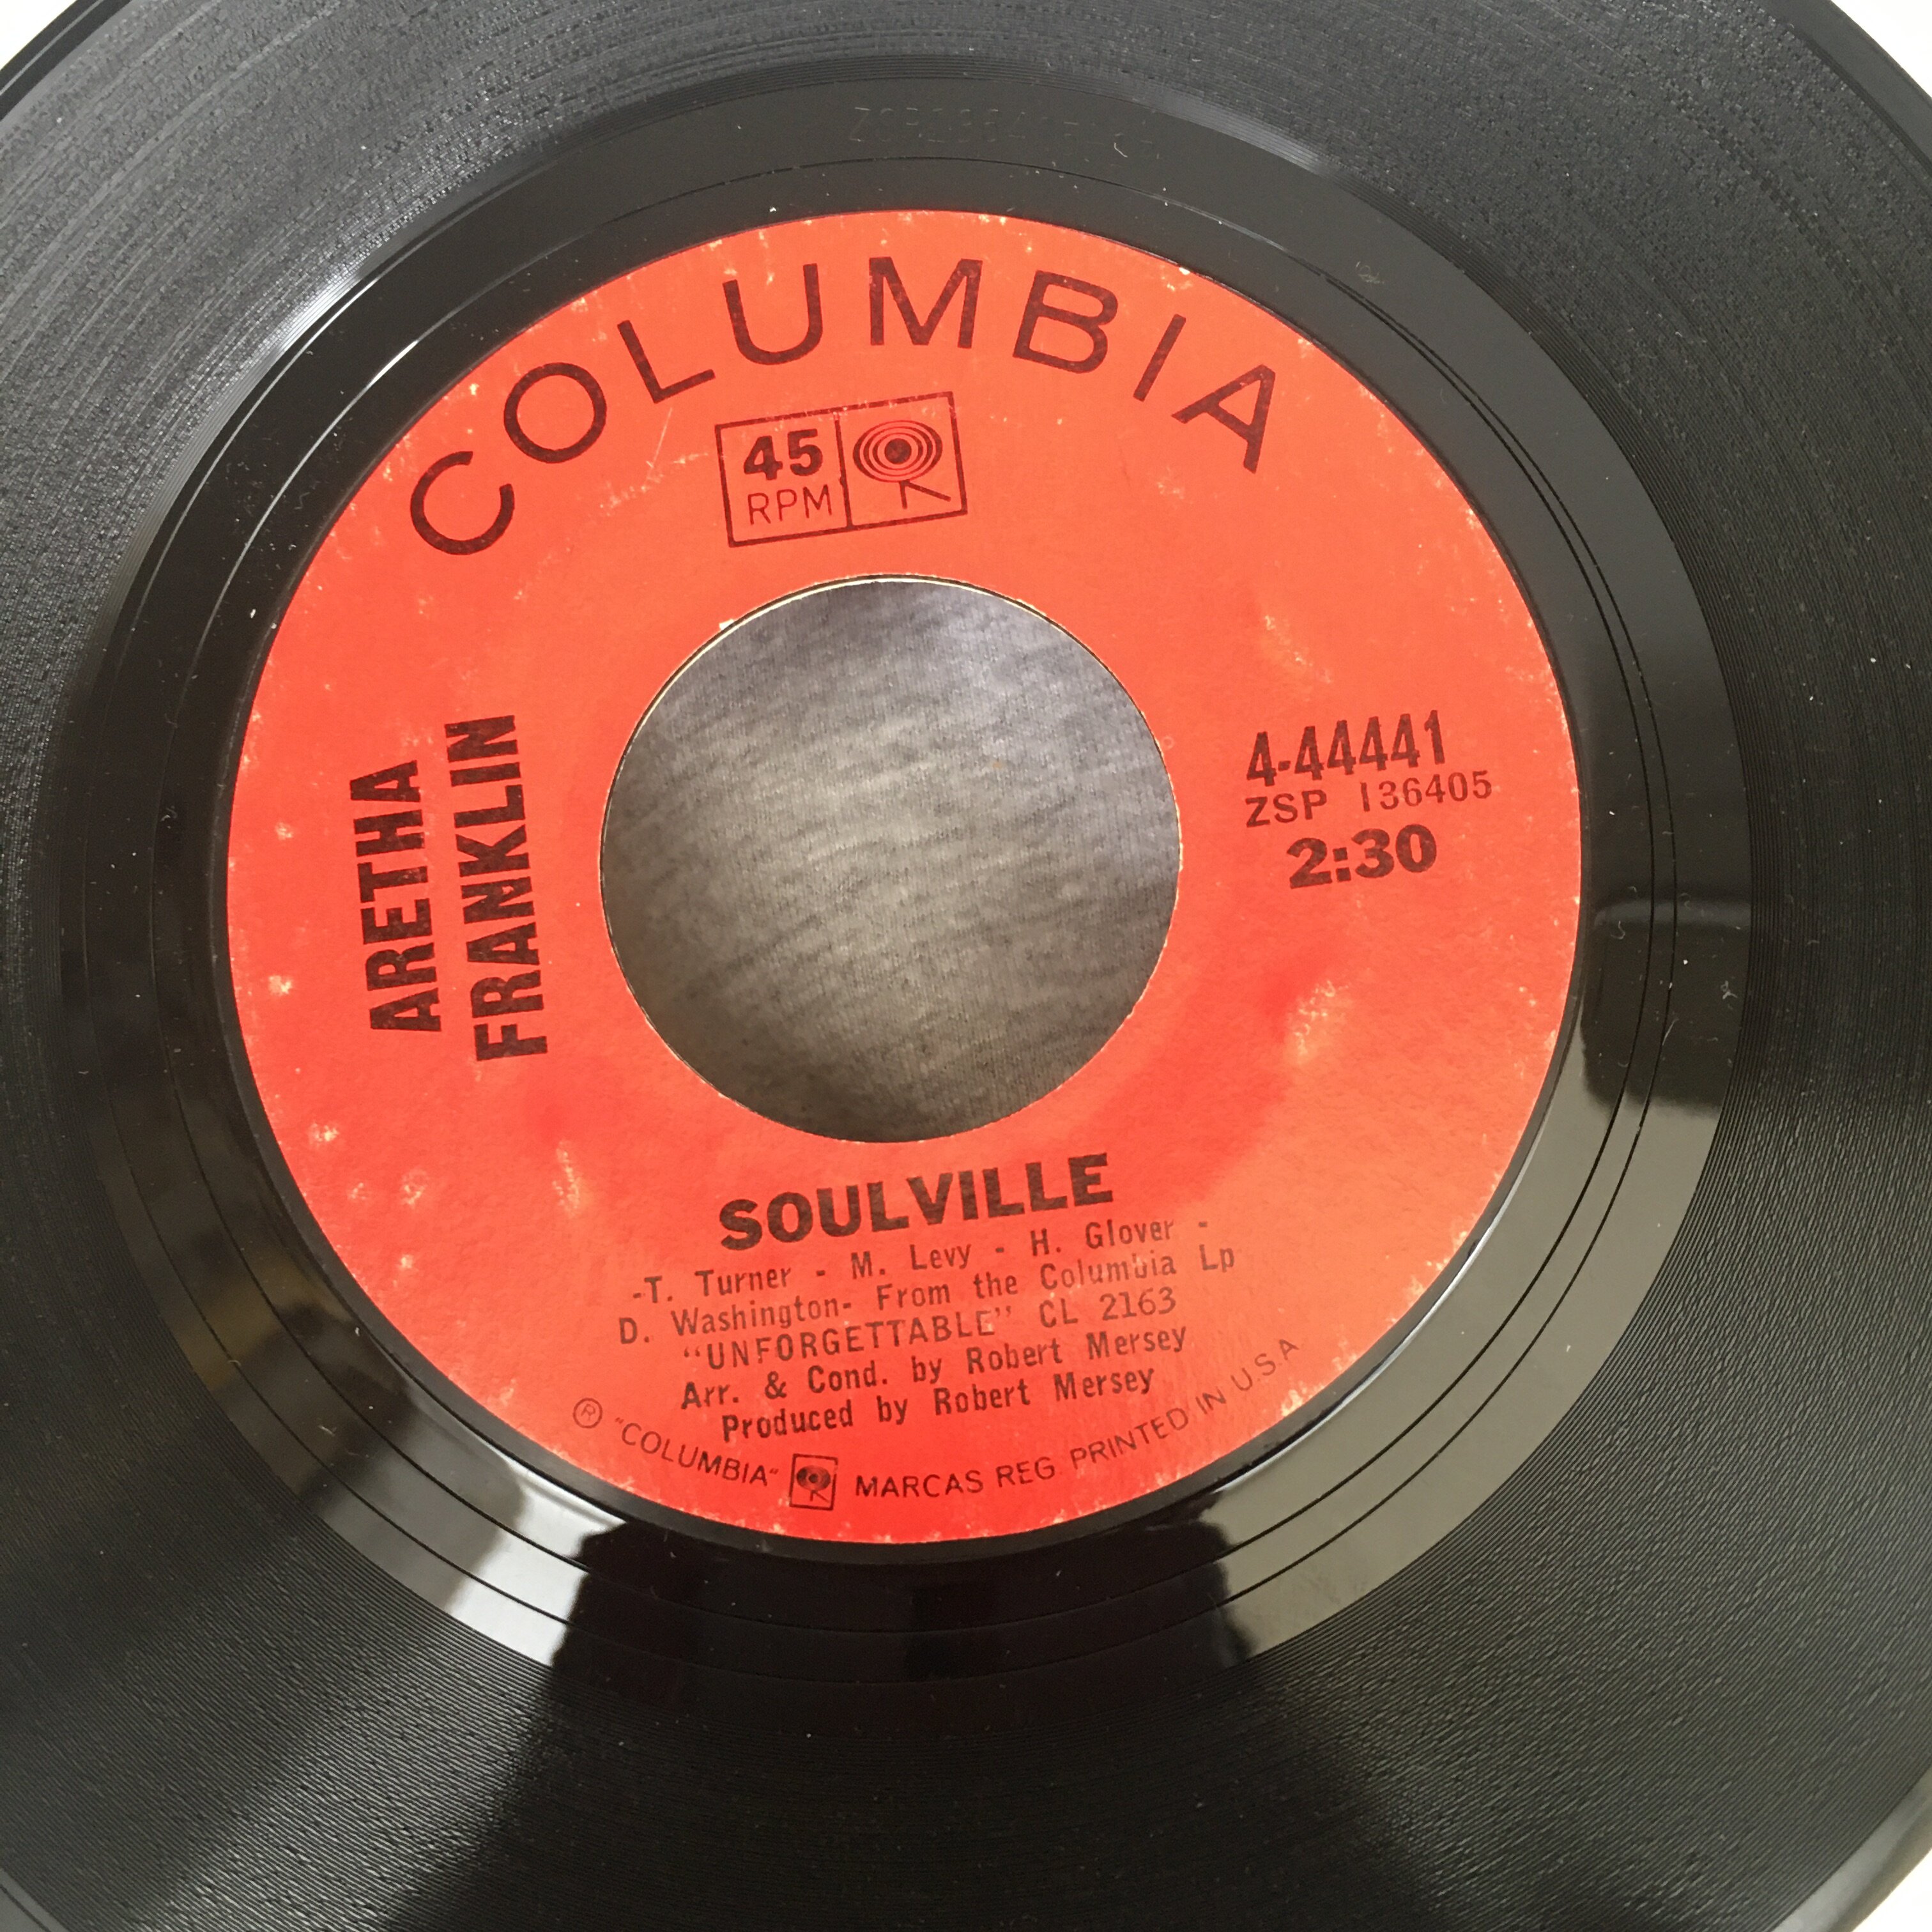 COLUMBIA
45
RPM
ARETHA
FRANKLIN
4-44441
ZSP 136405
2:30
SOULVILLE
-T. Turner - M. Levy - H. Glover -
D. Washington- From the Columbia Lp
"UNFORGETTABLE" CL 2163
Arr. & Cond. by Robert Mersey
Produced by Robert Mersey
® "COLUMBIA" MARCAS REG. PRINTED IN U.S.A.